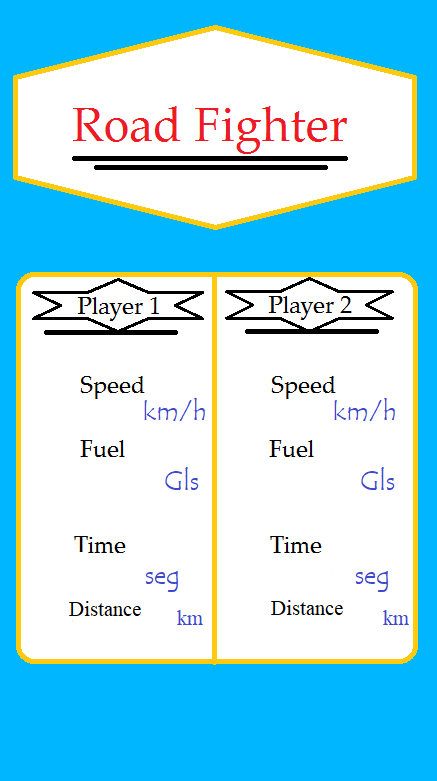 Road Fighter
Player 1
Speed
km/h
Fuel
Gls
Time
seg
Distance
km
Player 2
Speed
km/h
Fuel
Gls
Time
seg
Distance
km